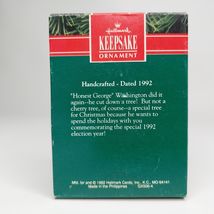 Hallmark
KEEPSAKE
ORNAMENT
Handcrafted - Dated 1992
"Honest George" Washington did it
again--he cut down a tree! But not a
cherry tree, of course--a special tree
for Christmas because he wants to
spend the holidays with you
commemorating the special 1992
election year!
Mfd. for and © 1992 Hallmark Cards, Inc., K.C., MO 64141
Made in the Philippines